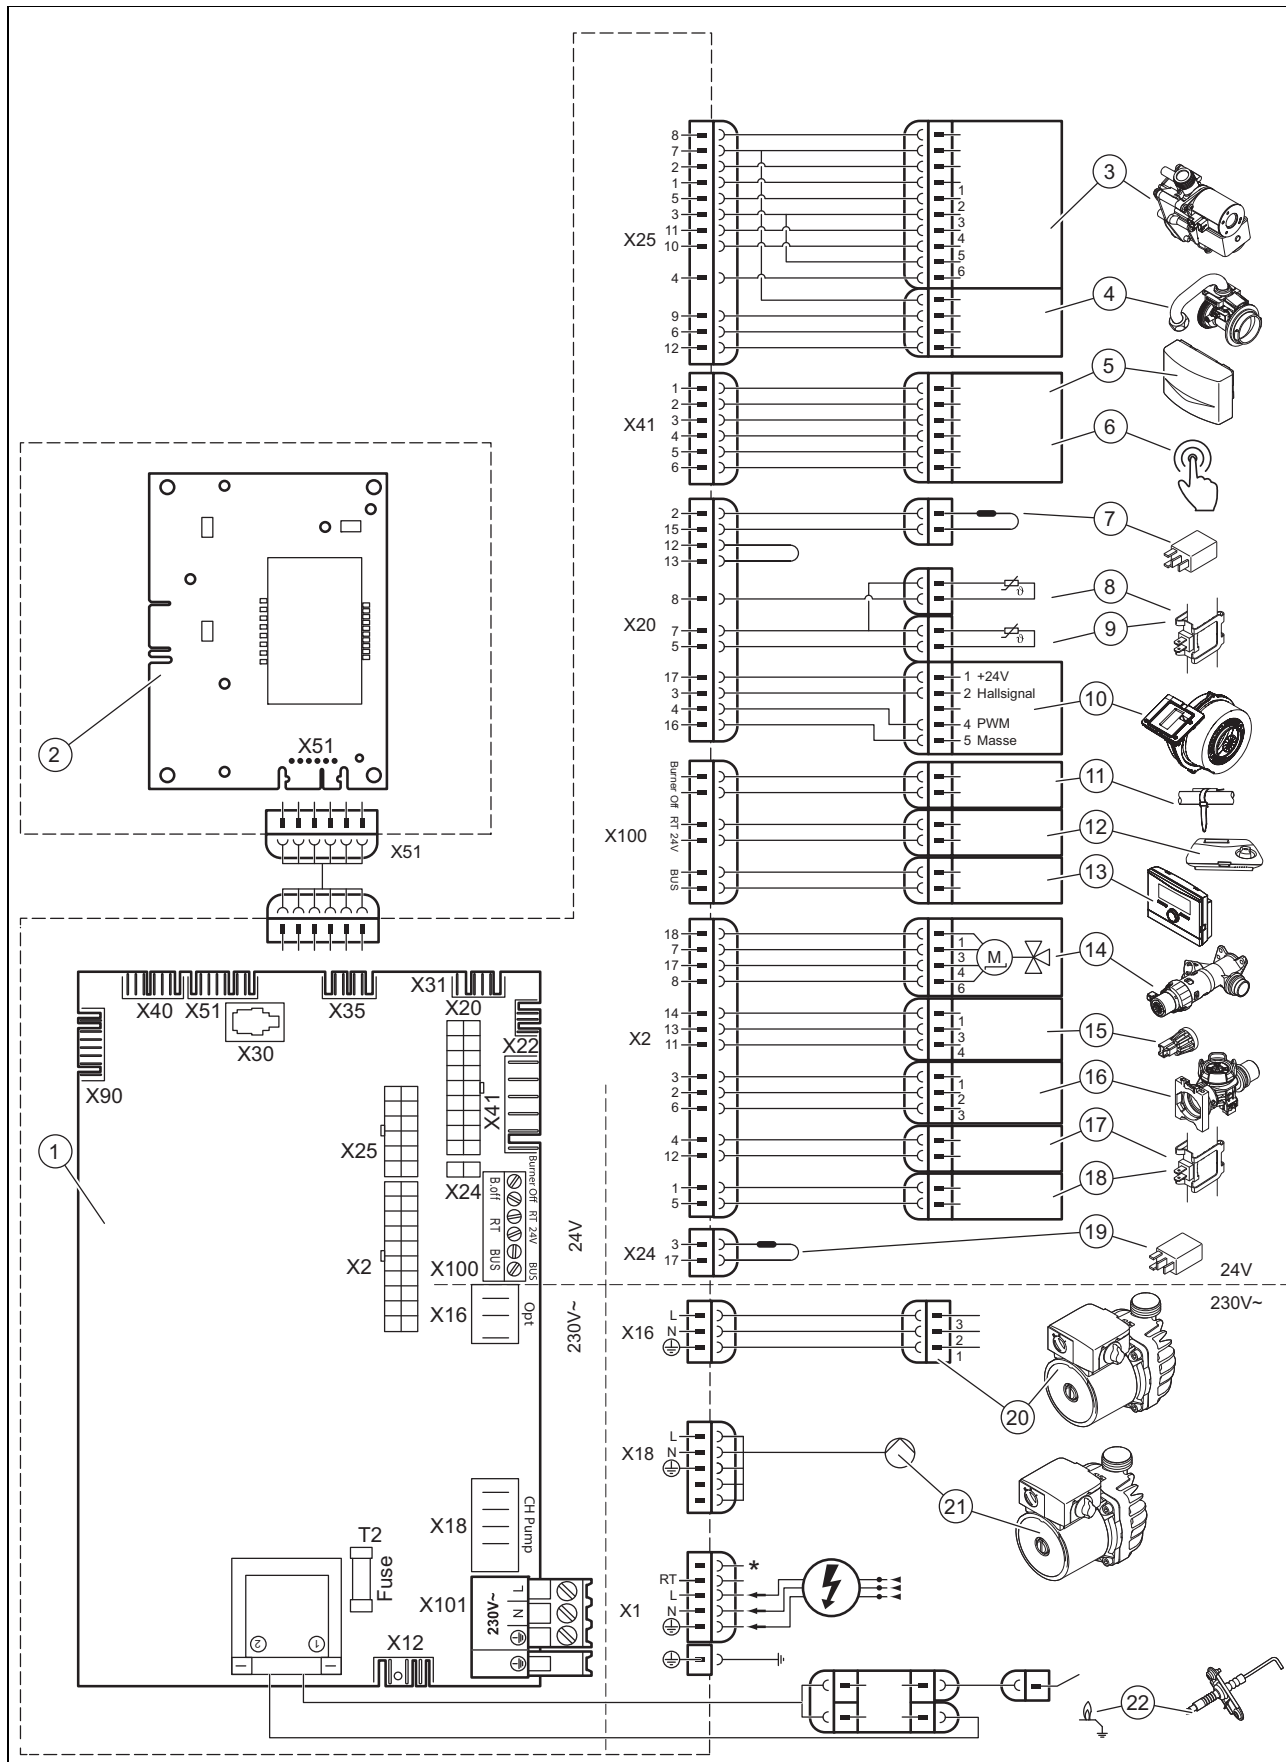 8
7
2
1
5
3
11
10
4
9
6
12
X25
1
2
3
4
5
6
3
4
1
2
3
4
5
6
X41
5
6
2
15
12
13
8
7
5
17
3
4
16
X20
ϑ
ϑ
1 +24V
2 Hallsignal
4 PWM
5 Masse
7
8
9
10
2
X51
X51
Burner Off
RT 24V
BUS
X100
11
12
13
18
7
17
8
14
13
11
3
2
6
4
12
1
5
X2
1
3
4
6
M
1
3
4
1
2
3
14
15
16
17
18
X24
3
17
19
24V
230V~
X40
X51
X30
X35
X31
X20
X22
X90
X41
X25
X24
X2
X100
B.off
RT
BUS
Burner Off
RT 24V
BUS
24V
230V~
X16
Opt
1
X16
L
N
3
2
1
20
X18
L
N
21
X18
CH Pump
T2
Fuse
X101
230V~
L
N
X12
2
1
X1
*
RT
L
N
22